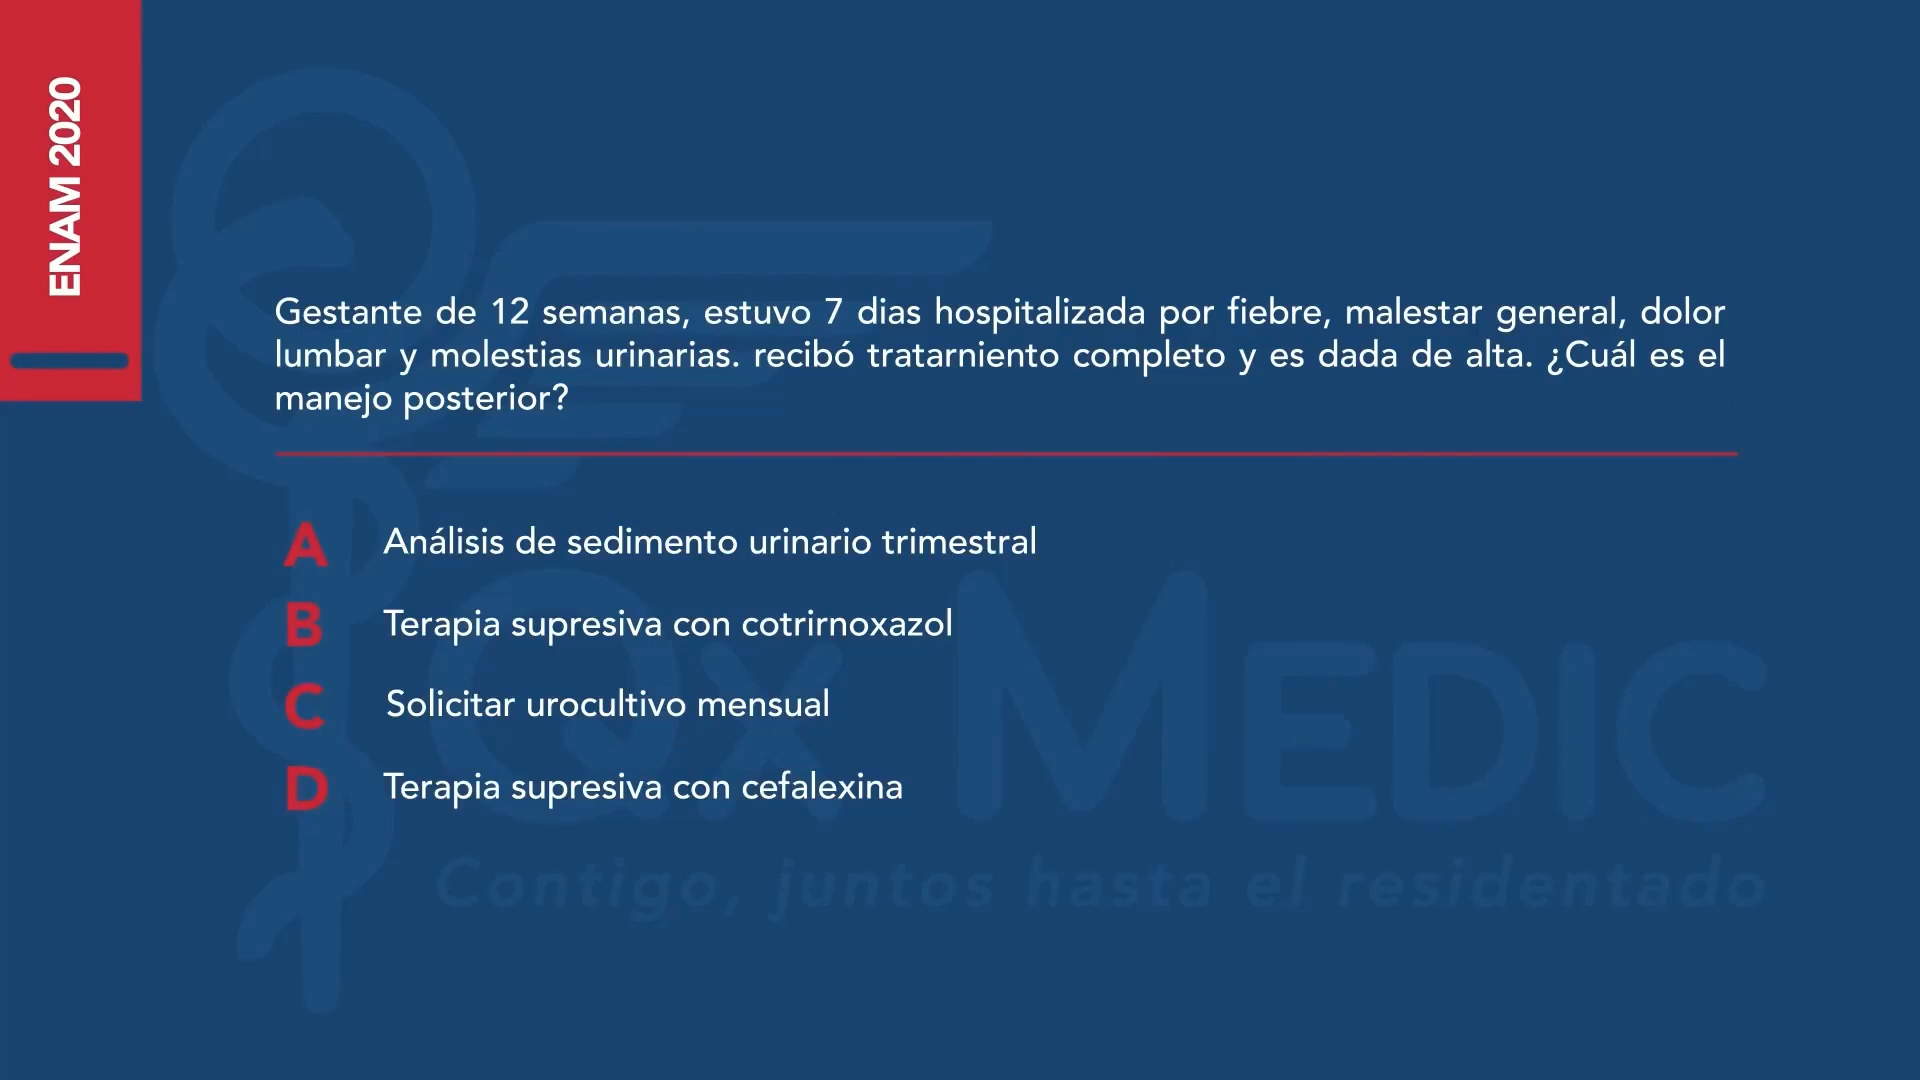 ENAM 2020
Gestante de 12 semanas, estuvo 7 dias hospitalizada por fiebre, malestar general, dolor
lumbar y molestias urinarias. recibó tratarniento completo y es dada de alta. ¿Cuál es el
manejo posterior?
A Análisis de sedimento urinario trimestral
B Terapia supresiva con cotrirnoxazol
C Solicitar urocultivo mensual
D Terapia supresiva con cefalexina
Qx MEDIC
Contigo, juntos hasta el residentado